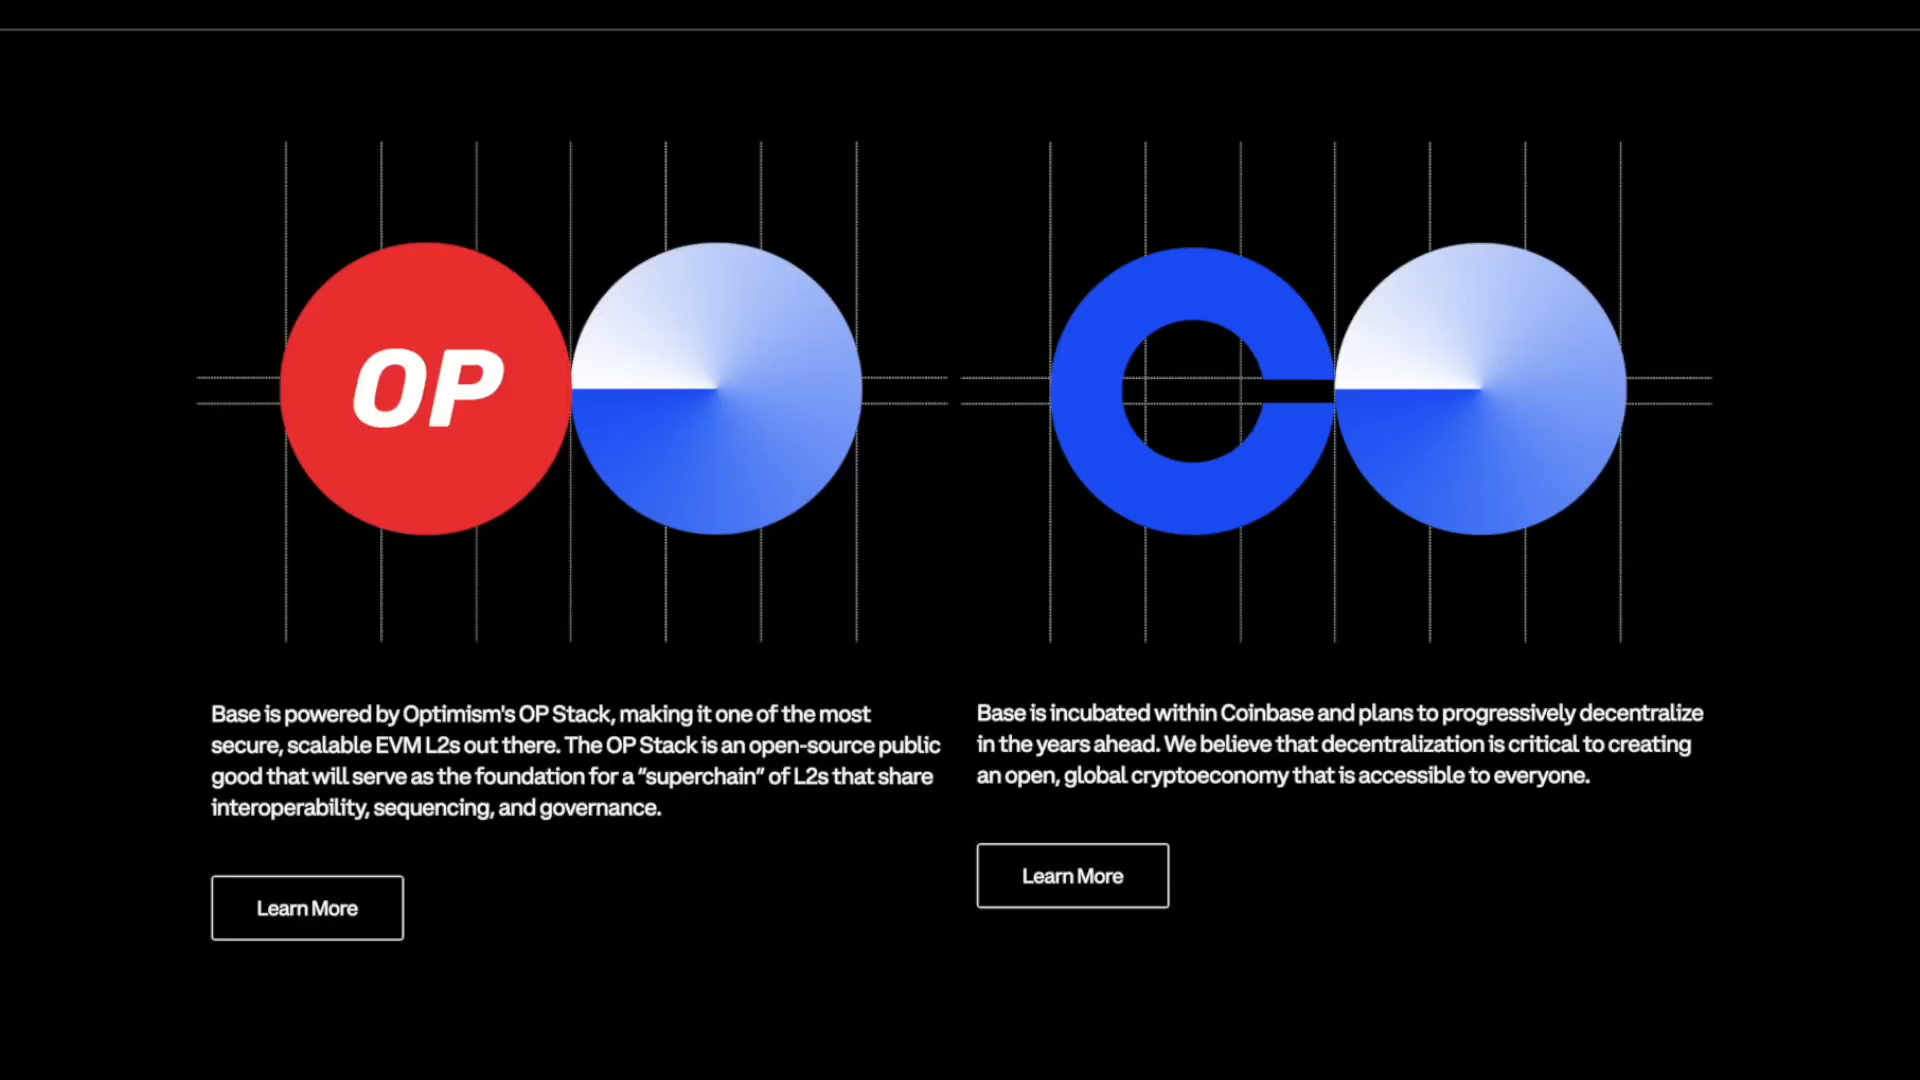 OP
Base is powered by Optimism's OP Stack, making it one of the most
secure, scalable EVM L2s out there. The OP Stack is an open-source public
good that will serve as the foundation for a “superchain” of L2s that share
interoperability, sequencing, and governance.
Learn More
Base is incubated within Coinbase and plans to progressively decentralize
in the years ahead. We believe that decentralization is critical to creating
an open, global cryptoeconomy that is accessible to everyone.
Learn More